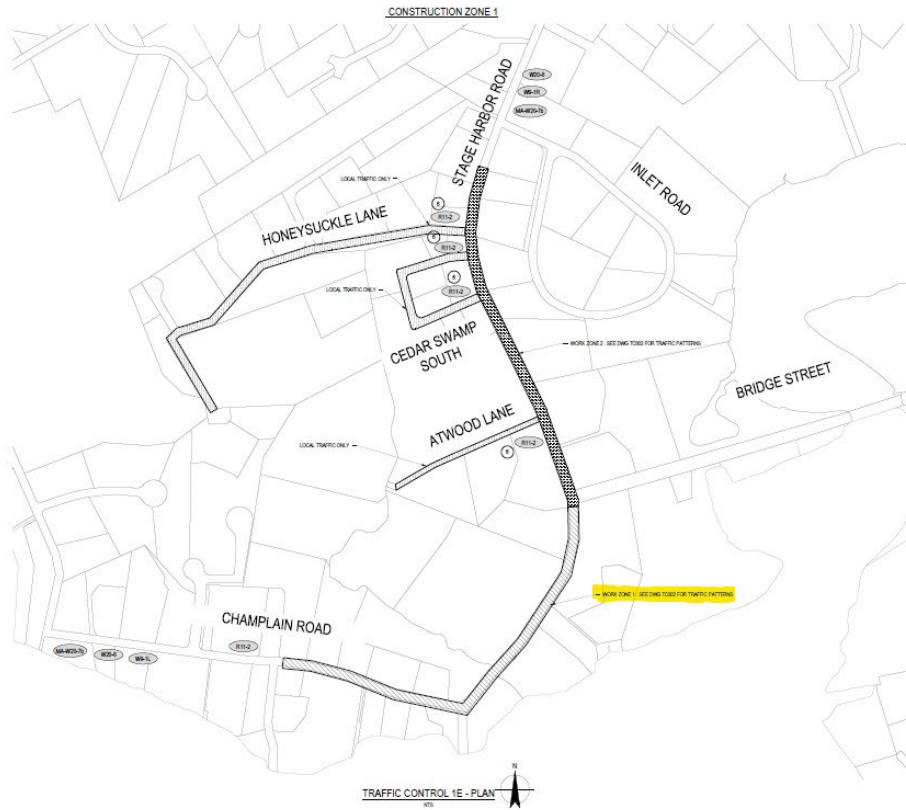 CONSTRUCTION ZONE 1
STAGE HARBOR ROAD
W20-8
W9-1R
MA-W20-7b
INLET ROAD
LOCAL TRAFFIC ONLY
6
R11-2
HONEYSUCKLE LANE
6
R11-2
6
R11-2
LOCAL TRAFFIC ONLY
CEDAR SWAMP
SOUTH
WORK ZONE 2 - SEE DWG TC002 FOR TRAFFIC PATTERNS
BRIDGE STREET
ATWOOD LANE
LOCAL TRAFFIC ONLY
R11-2
6
WORK ZONE 1 - SEE DWG TC002 FOR TRAFFIC PATTERNS
CHAMPLAIN ROAD
R11-2
MA-W20-7b
W20-8
W9-1L
N
TRAFFIC CONTROL 1E - PLAN
NTS